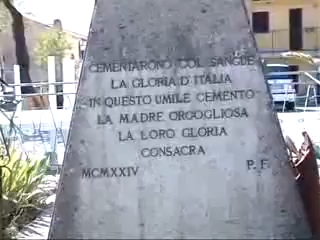 CEMENTARONO COL SANGUE
LA GLORIA D'ITALIA
IN QUESTO UMILE CEMENTO
LA MADRE ORGOGLIOSA
LA LORO GLORIA
CONSACRA
MCMXXIV P. F.